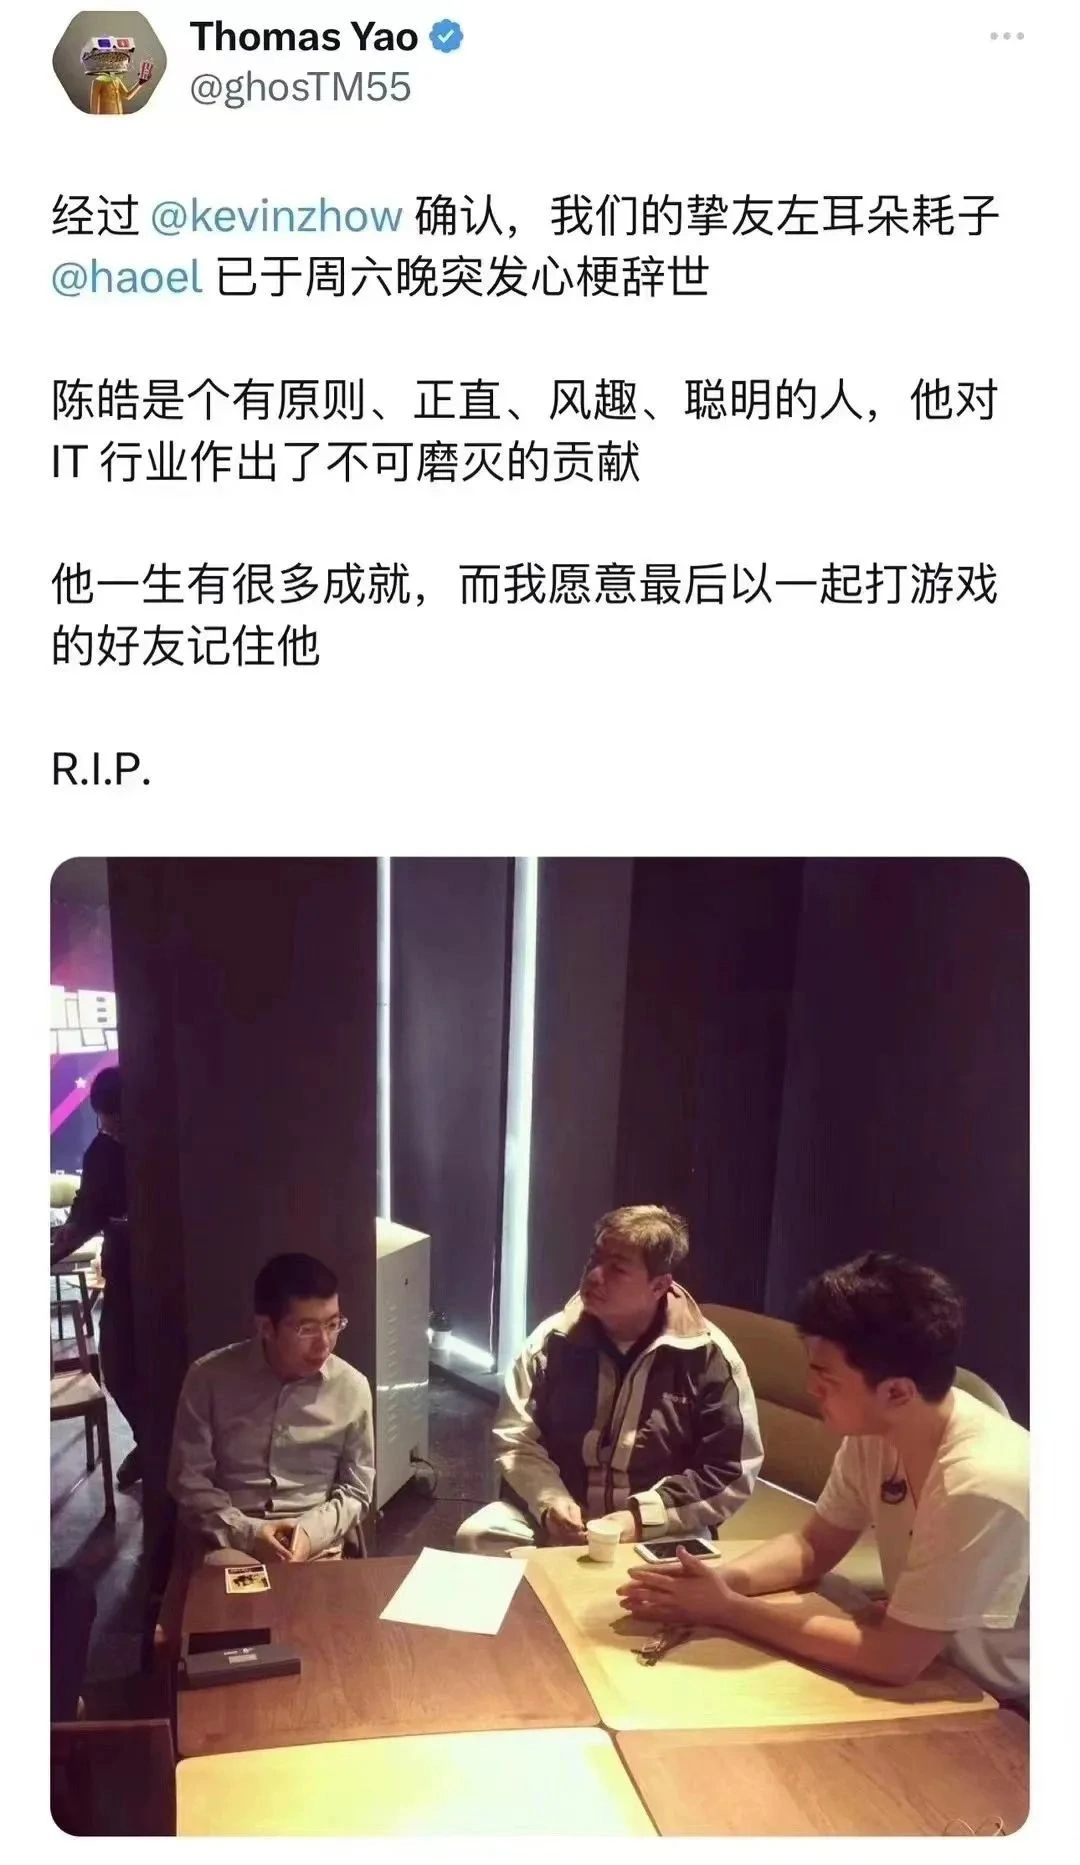 Thomas Yao
@ghosTM55
经过 @kevinzhow 确认，我们的挚友左耳朵耗子
@haoel 已于周六晚突发心梗辞世
陈皓是个有原则、正直、风趣、聪明的人，他对
IT 行业作出了不可磨灭的贡献
他一生有很多成就，而我愿意最后以一起打游戏
的好友记住他
R.I.P.